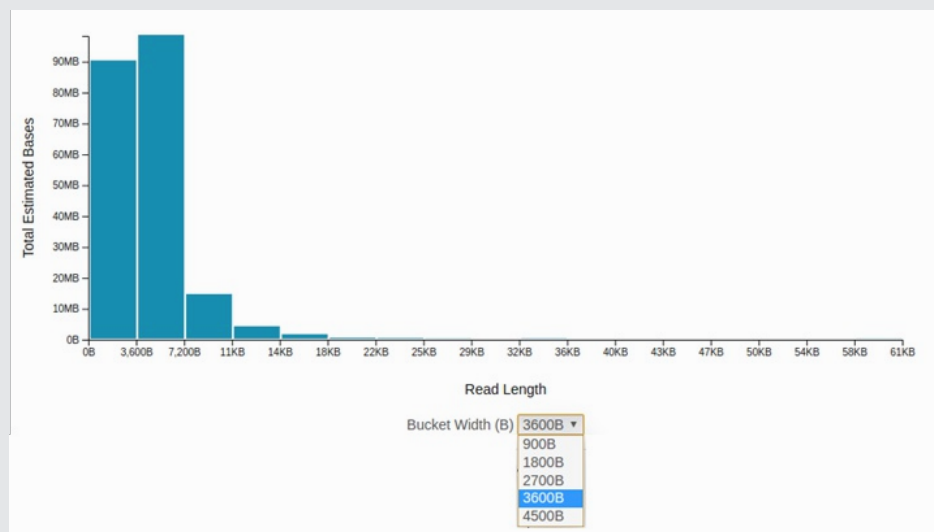 Total Estimated Bases
90MB
80MB
70MB
60MB
50MB
40MB
30MB
20MB
10MB
0B
0B 3,600B 7,200B 11KB 14KB 18KB 22KB 25KB 29KB 32KB 36KB 40KB 43KB 47KB 50KB 54KB 58KB 61KB
Read Length
Bucket Width (B) 3600B
900B
1800B
2700B
3600B
4500B